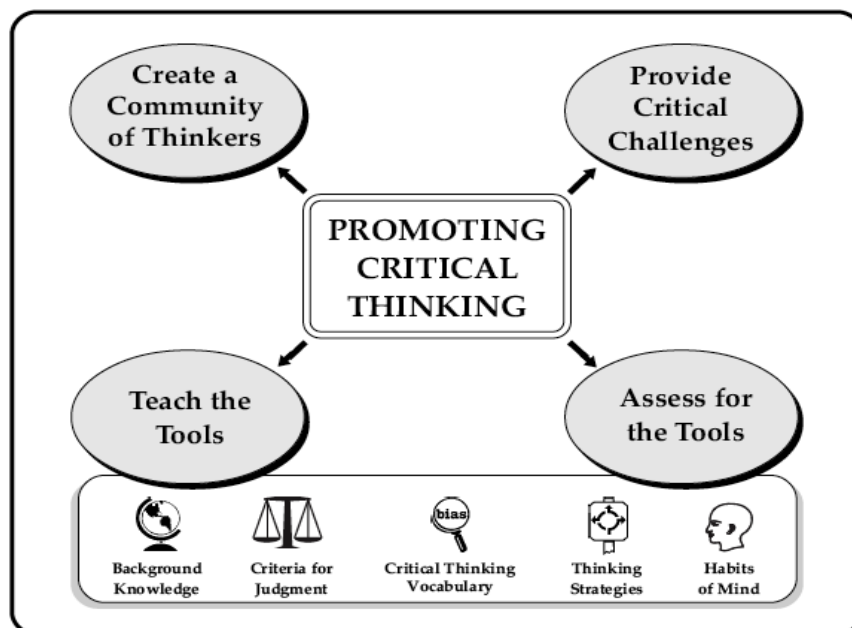 Create a
Community
of Thinkers
Provide
Critical
Challenges
PROMOTING
CRITICAL
THINKING
Teach the
Tools
Assess for
the Tools
bias
Background
Knowledge
Criteria for
Judgment
Critical Thinking
Vocabulary
Thinking
Strategies
Habits
of Mind